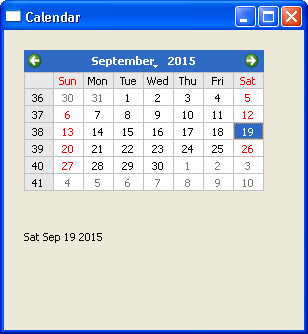 Calendar
September 2015
Sun Mon Tue Wed Thu Fri Sat
36 30 31 1 2 3 4 5
37 6 7 8 9 10 11 12
38 13 14 15 16 17 18 19
39 20 21 22 23 24 25 26
40 27 28 29 30 1 2 3
41 4 5 6 7 8 9 10
Sat Sep 19 2015